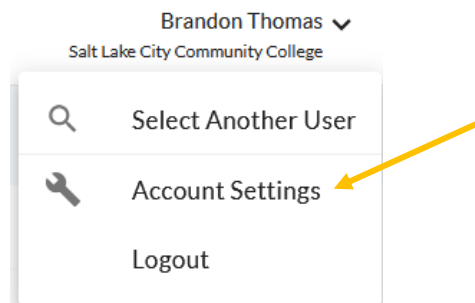 Brandon Thomas
Salt Lake City Community College
Select Another User
Account Settings
Logout